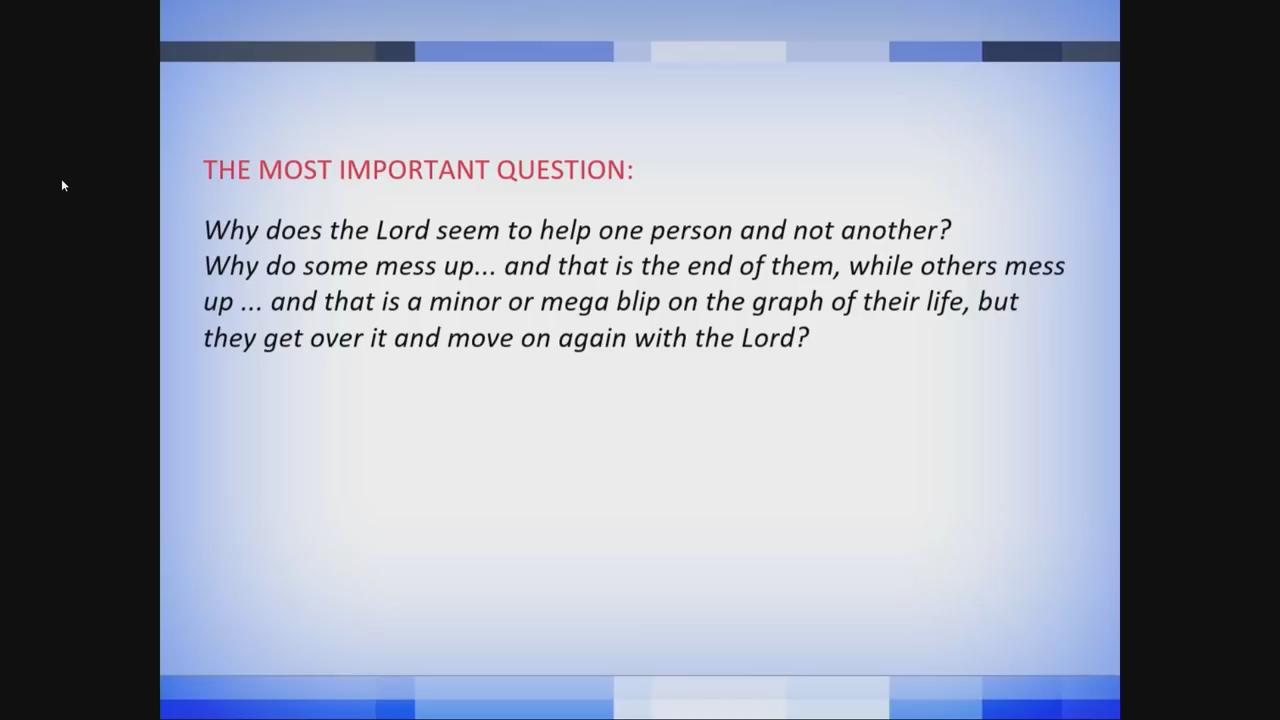 THE MOST IMPORTANT QUESTION:
Why does the Lord seem to help one person and not another?
Why do some mess up... and that is the end of them, while others mess
up ... and that is a minor or mega blip on the graph of their life, but
they get over it and move on again with the Lord?